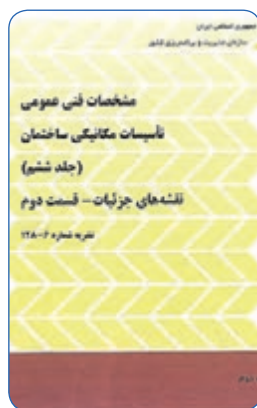 جمهوری اسلامی ایران
سازمان مدیریت و برنامه‌ریزی کشور
مشخصات فنی عمومی
تأسیسات مکانیکی ساختمان
(جلد ششم)
نقشه‌های جزئیات - قسمت دوم
نشریه شماره ۶-۱۲۸